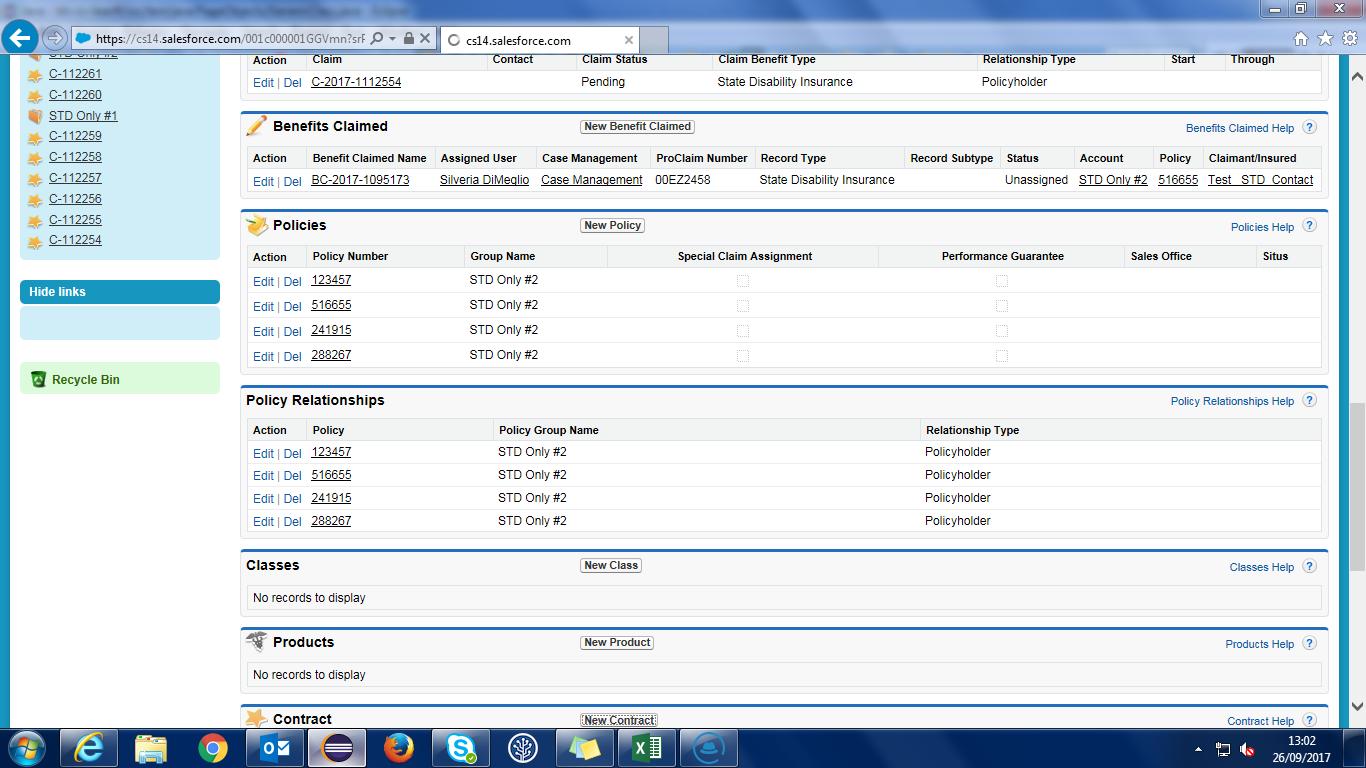 https://cs14.salesforce.com/001c000001GGVmn?srF
cs14.salesforce.com
C-112261
C-112260
STD Only #1
C-112259
C-112258
C-112257
C-112256
C-112255
C-112254
Hide links
Recycle Bin
Action Claim Contact Claim Status Claim Benefit Type Relationship Type Start Through
Edit | Del C-2017-1112554 Pending State Disability Insurance Policyholder
Benefits Claimed New Benefit Claimed Benefits Claimed Help ?
Action Benefit Claimed Name Assigned User Case Management ProClaim Number Record Type Record Subtype Status Account Policy Claimant/Insured
Edit | Del BC-2017-1095173 Silveria DiMeglio Case Management 00EZ2458 State Disability Insurance Unassigned STD Only #2 516655 Test_ STD_Contact
Policies New Policy Policies Help ?
Action Policy Number Group Name Special Claim Assignment Performance Guarantee Sales Office Situs
Edit | Del 123457 STD Only #2
Edit | Del 516655 STD Only #2
Edit | Del 241915 STD Only #2
Edit | Del 288267 STD Only #2
Policy Relationships Policy Relationships Help ?
Action Policy Policy Group Name Relationship Type
Edit | Del 123457 STD Only #2 Policyholder
Edit | Del 516655 STD Only #2 Policyholder
Edit | Del 241915 STD Only #2 Policyholder
Edit | Del 288267 STD Only #2 Policyholder
Classes New Class Classes Help ?
No records to display
Products New Product Products Help ?
No records to display
Contract New Contract Contract Help ?
13:02
26/09/2017